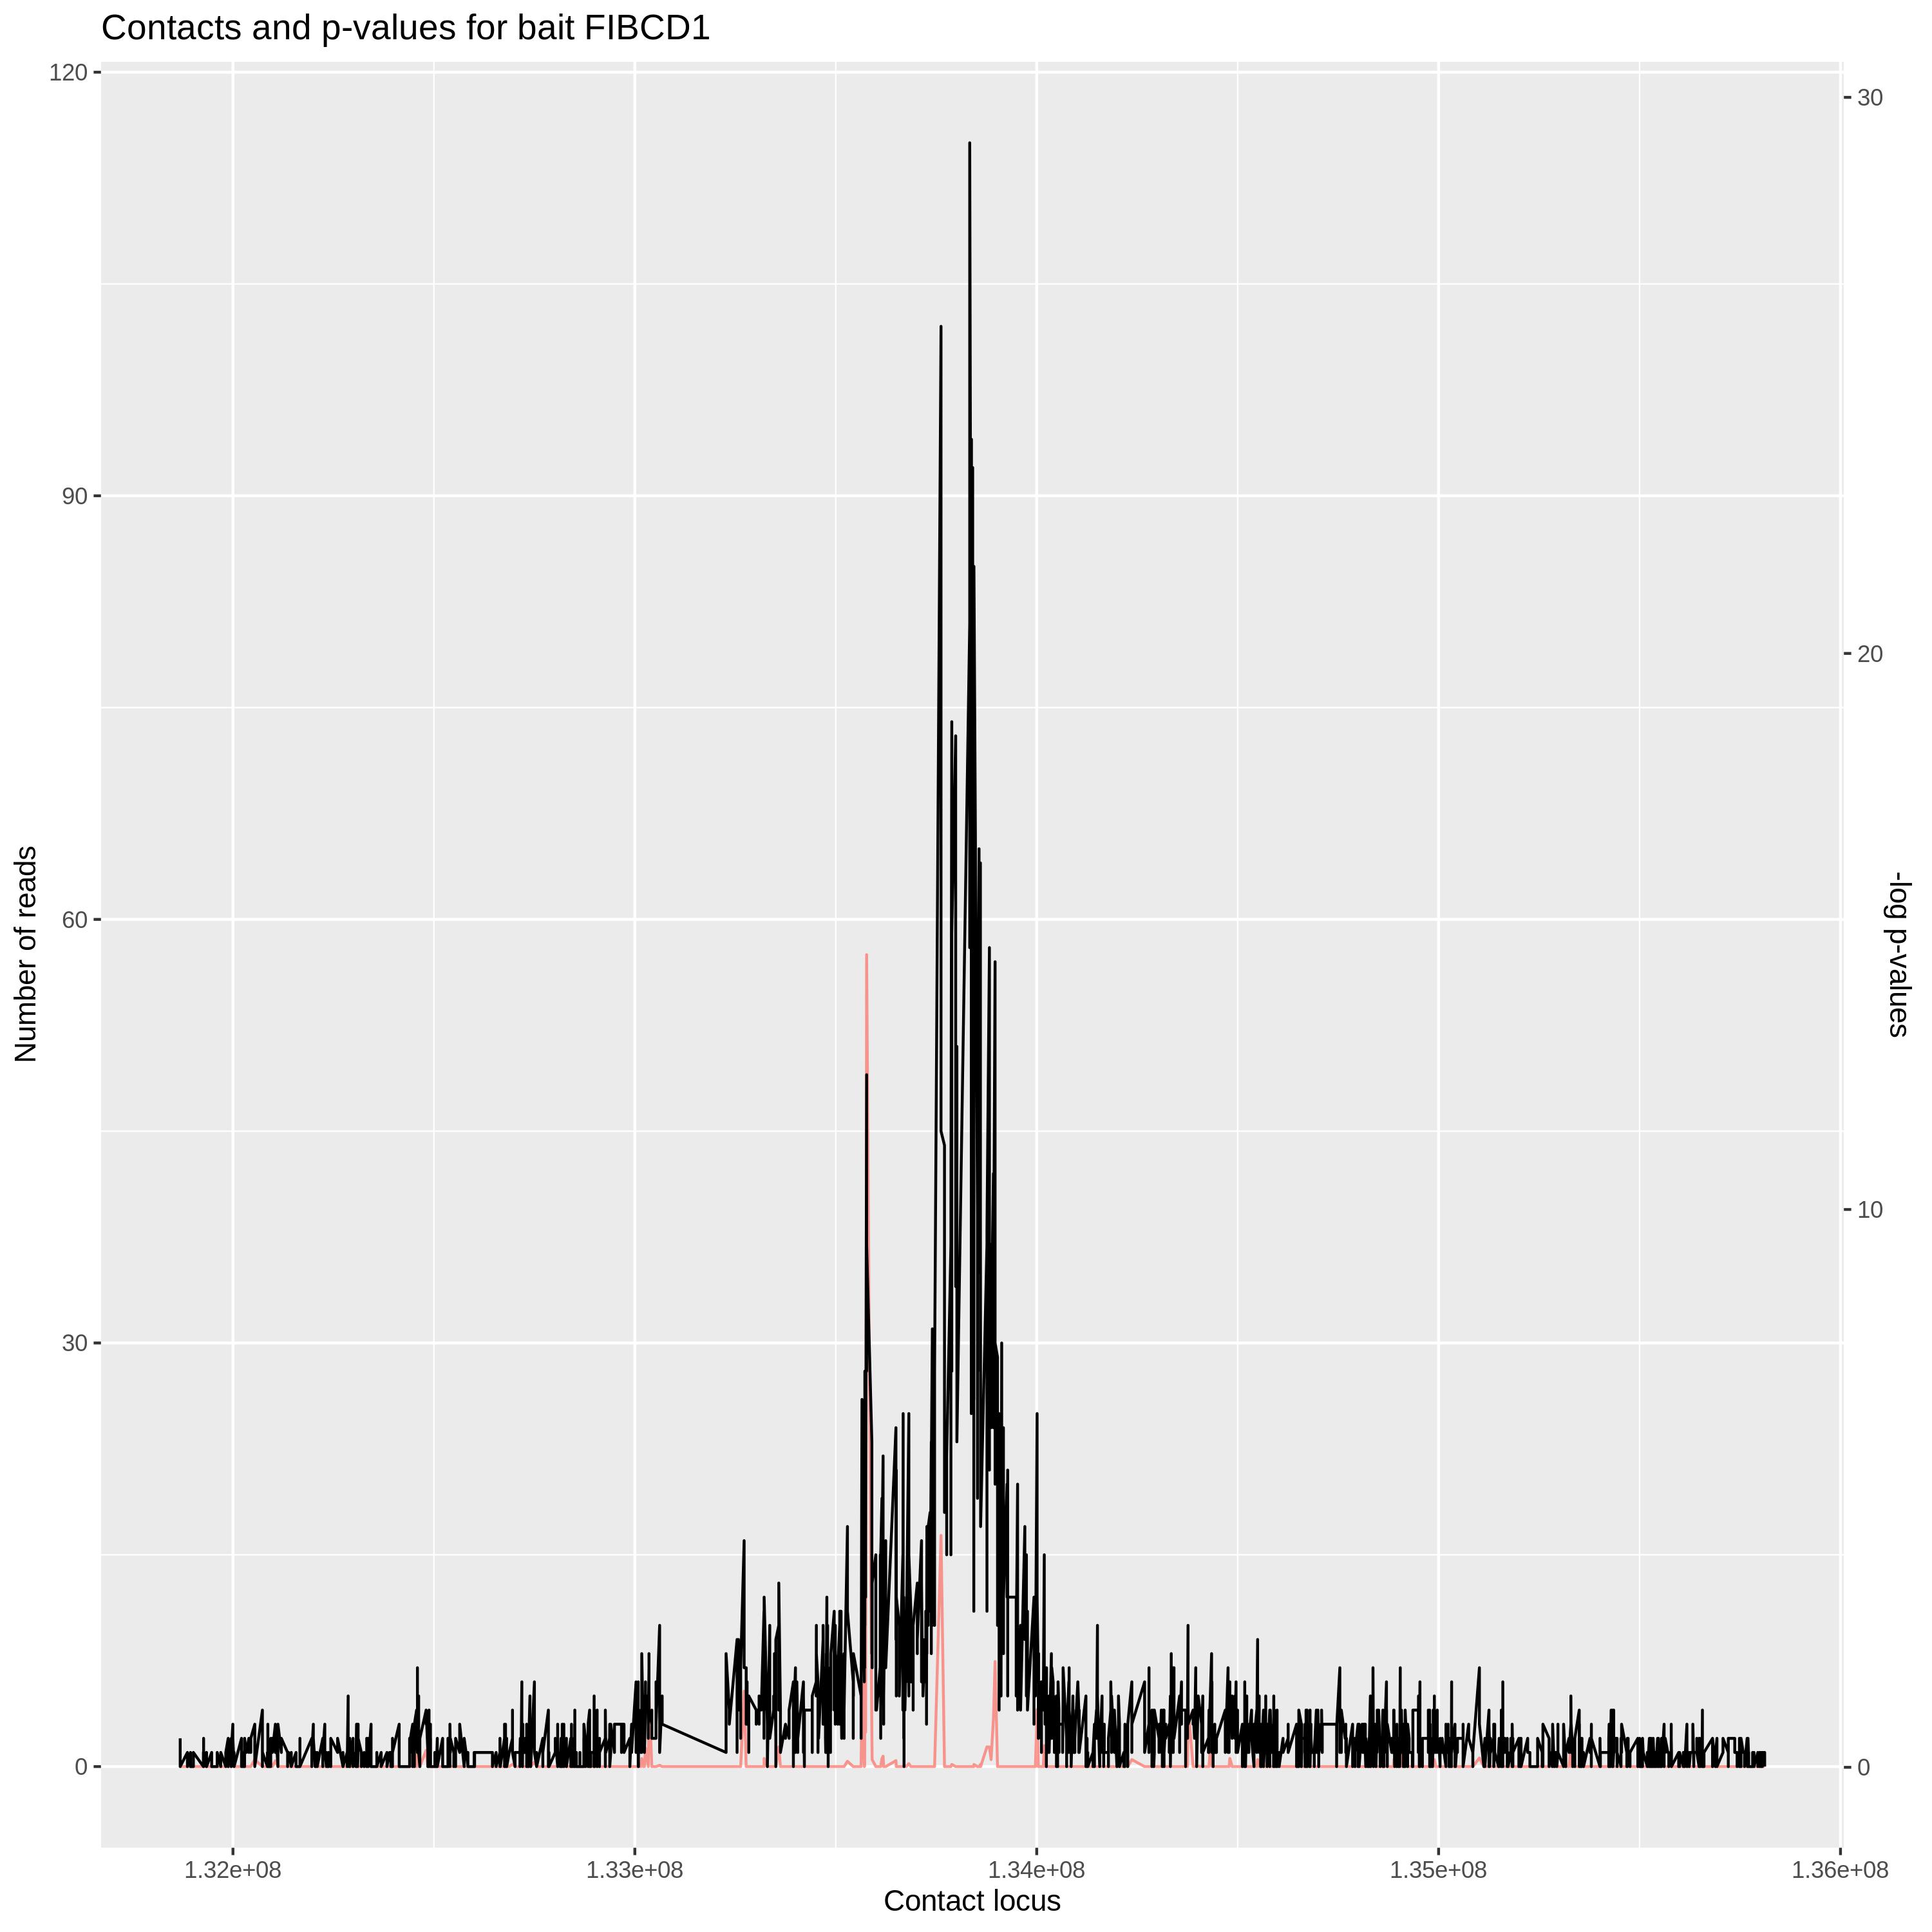 Contacts and p-values for bait FIBCD1
120
90
60
30
0
Number of reads
30
20
10
0
-log p-values
1.32e+08
1.33e+08
1.34e+08
1.35e+08
1.36e+08
Contact locus